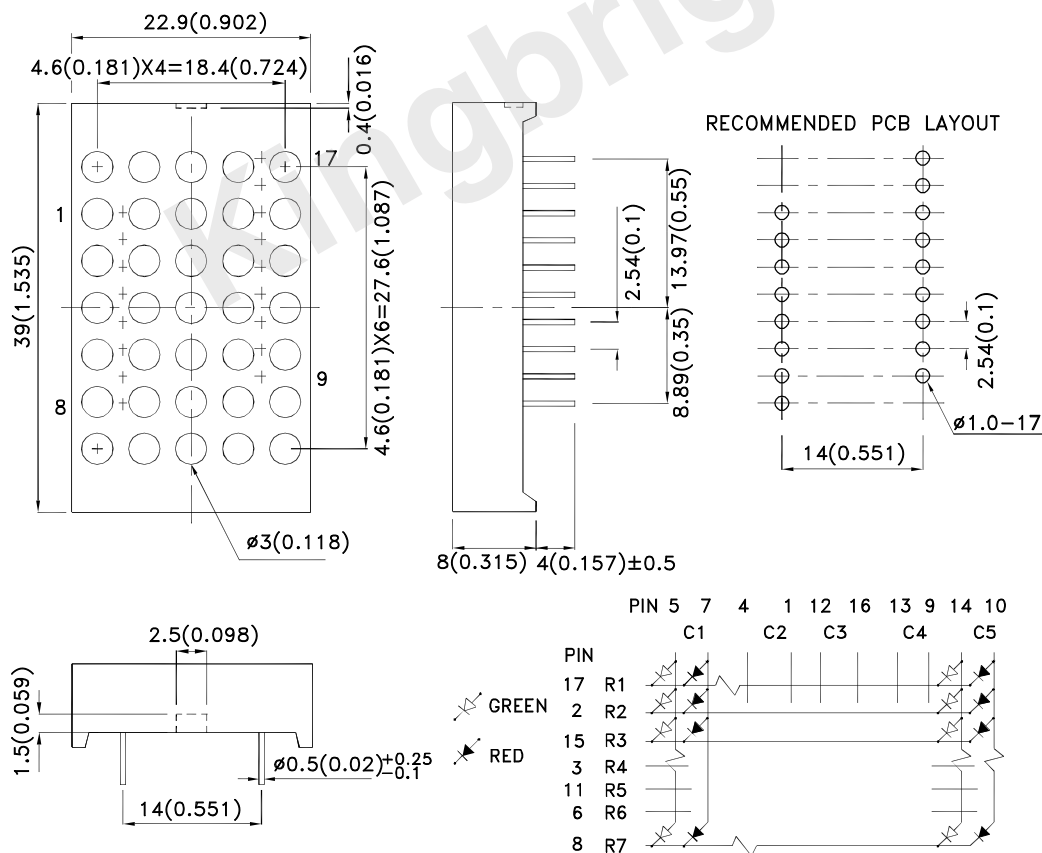 22.9(0.902)
4.6(0.181)X4=18.4(0.724)
0.4(0.016)
17
1
39(1.535)
4.6(0.181)X6=27.6(1.087)
9
8
ø3(0.118)
2.54(0.1)
13.97(0.55)
8.89(0.35)
8(0.315) 4(0.157)±0.5
RECOMMENDED PCB LAYOUT
2.54(0.1)
ø1.0-17
14(0.551)
2.5(0.098)
1.5(0.059)
ø0.5(0.02)+0.25 -0.1
14(0.551)
GREEN
RED
PIN 5 7 4 1 12 16 13 9 14 10
C1 C2 C3 C4 C5
PIN
17 R1
2 R2
15 R3
3 R4
11 R5
6 R6
8 R7